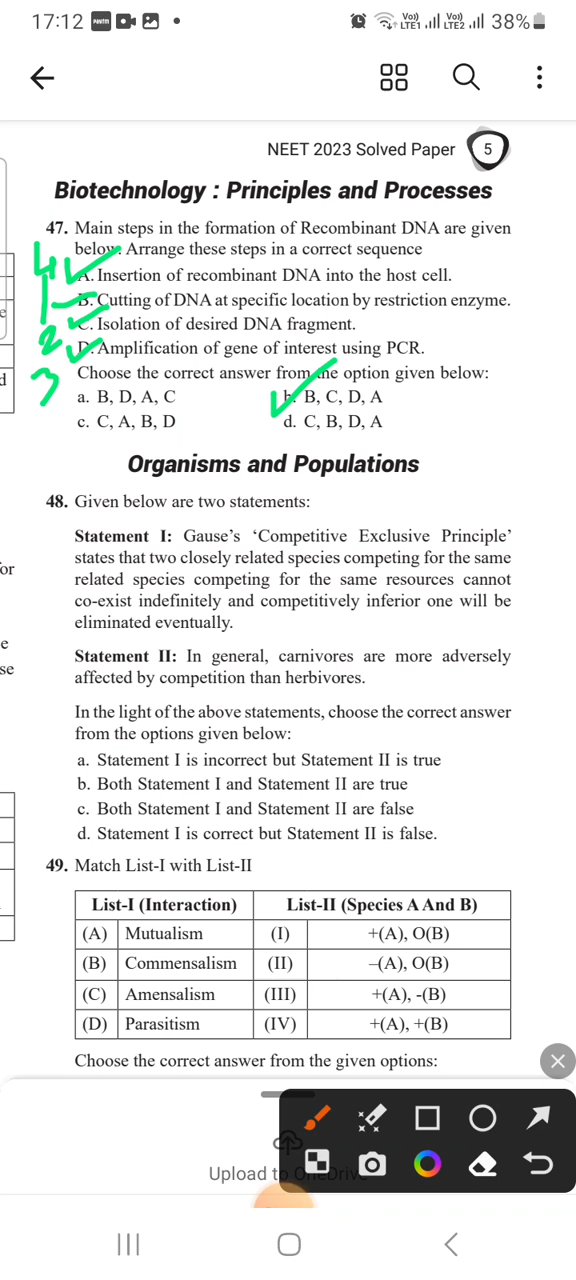 17:12 Paytm Vo)) LTE1 Vo)) LTE2 38%
NEET 2023 Solved Paper 5
Biotechnology : Principles and Processes
47. Main steps in the formation of Recombinant DNA are given
below. Arrange these steps in a correct sequence
4 A. Insertion of recombinant DNA into the host cell.
1 B. Cutting of DNA at specific location by restriction enzyme.
2 C. Isolation of desired DNA fragment.
3 D. Amplification of gene of interest using PCR.
Choose the correct answer from the option given below:
a. B, D, A, C b. B, C, D, A
c. C, A, B, D d. C, B, D, A
Organisms and Populations
48. Given below are two statements:
Statement I: Gause's ‘Competitive Exclusive Principle’
states that two closely related species competing for the same
related species competing for the same resources cannot
co-exist indefinitely and competitively inferior one will be
eliminated eventually.
Statement II: In general, carnivores are more adversely
affected by competition than herbivores.
In the light of the above statements, choose the correct answer
from the options given below:
a. Statement I is incorrect but Statement II is true
b. Both Statement I and Statement II are true
c. Both Statement I and Statement II are false
d. Statement I is correct but Statement II is false.
49. Match List-I with List-II
List-I (Interaction) List-II (Species A And B)
(A) Mutualism (I) +(A), O(B)
(B) Commensalism (II) –(A), O(B)
(C) Amensalism (III) +(A), -(B)
(D) Parasitism (IV) +(A), +(B)
Choose the correct answer from the given options:
Upload to OneDrive